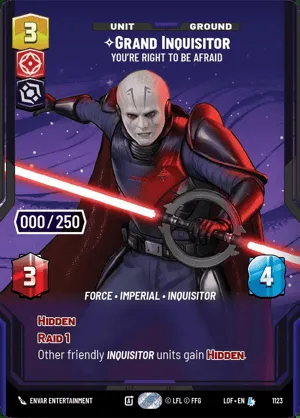 UNIT
GROUND
3
✧GRAND INQUISITOR
YOU'RE RIGHT TO BE AFRAID
000/250
3
4
FORCE • IMPERIAL • INQUISITOR
HIDDEN
RAID 1
Other friendly INQUISITOR units gain HIDDEN.
ENVAR ENTERTAINMENT
© LFL © FFG
LOF • EN
1123